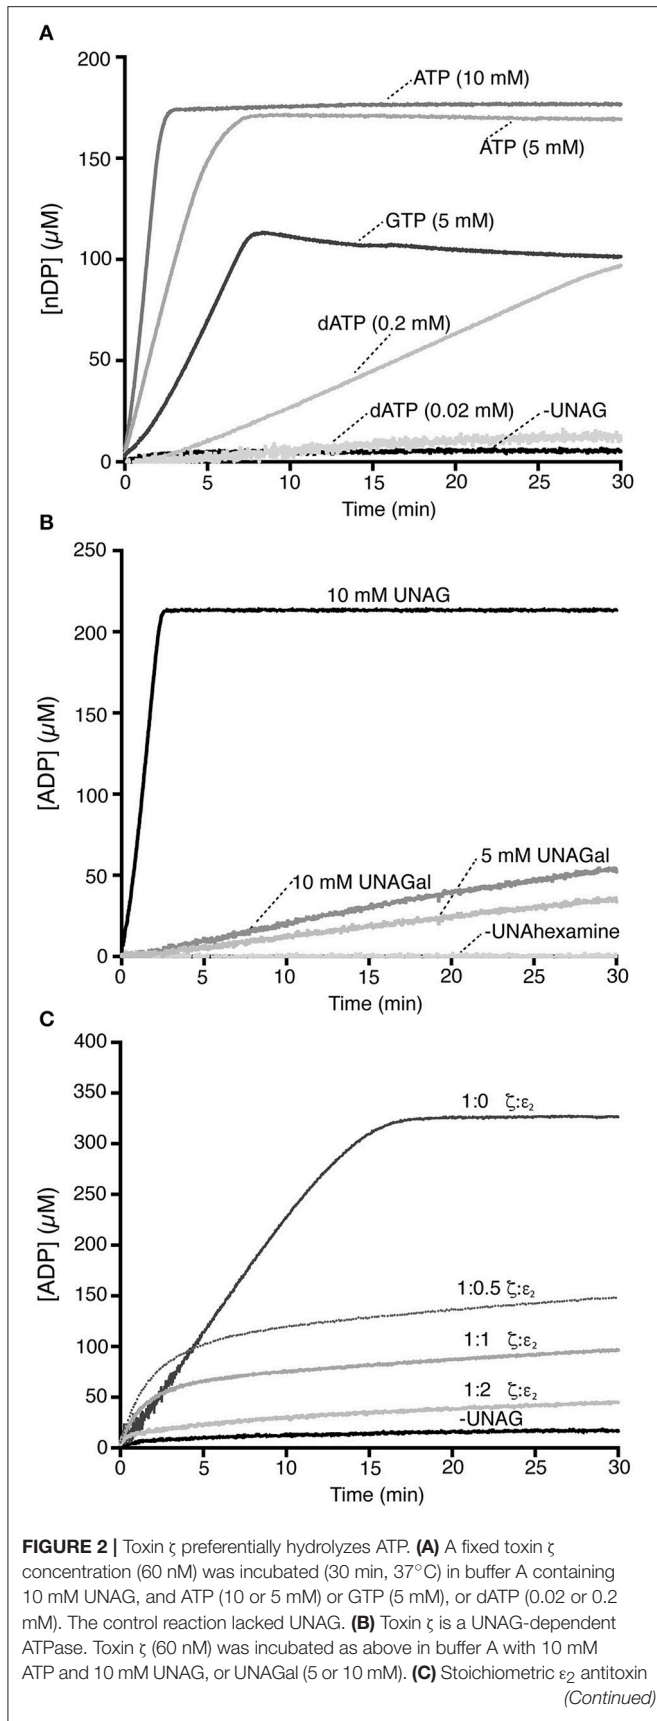 A
200
150
100
50
0
[nDP] (µM)
ATP (10 mM)
ATP (5 mM)
GTP (5 mM)
dATP (0.2 mM)
dATP (0.02 mM)
-UNAG
0 5 10 15 20 25 30
Time (min)
B
250
200
150
100
50
0
[ADP] (µM)
10 mM UNAG
5 mM UNAGal
10 mM UNAGal
-UNAhexamine
0 5 10 15 20 25 30
Time (min)
C
400
350
300
250
200
150
100
50
0
[ADP] (µM)
1:0 ζ:ε₂
1:0.5 ζ:ε₂
1:1 ζ:ε₂
1:2 ζ:ε₂
-UNAG
0 5 10 15 20 25 30
Time (min)
FIGURE 2 | Toxin ζ preferentially hydrolyzes ATP. (A) A fixed toxin ζ
concentration (60 nM) was incubated (30 min, 37°C) in buffer A containing
10 mM UNAG, and ATP (10 or 5 mM) or GTP (5 mM), or dATP (0.02 or 0.2
mM). The control reaction lacked UNAG. (B) Toxin ζ is a UNAG-dependent
ATPase. Toxin ζ (60 nM) was incubated as above in buffer A with 10 mM
ATP and 10 mM UNAG, or UNAGal (5 or 10 mM). (C) Stoichiometric ε₂ antitoxin
(Continued)